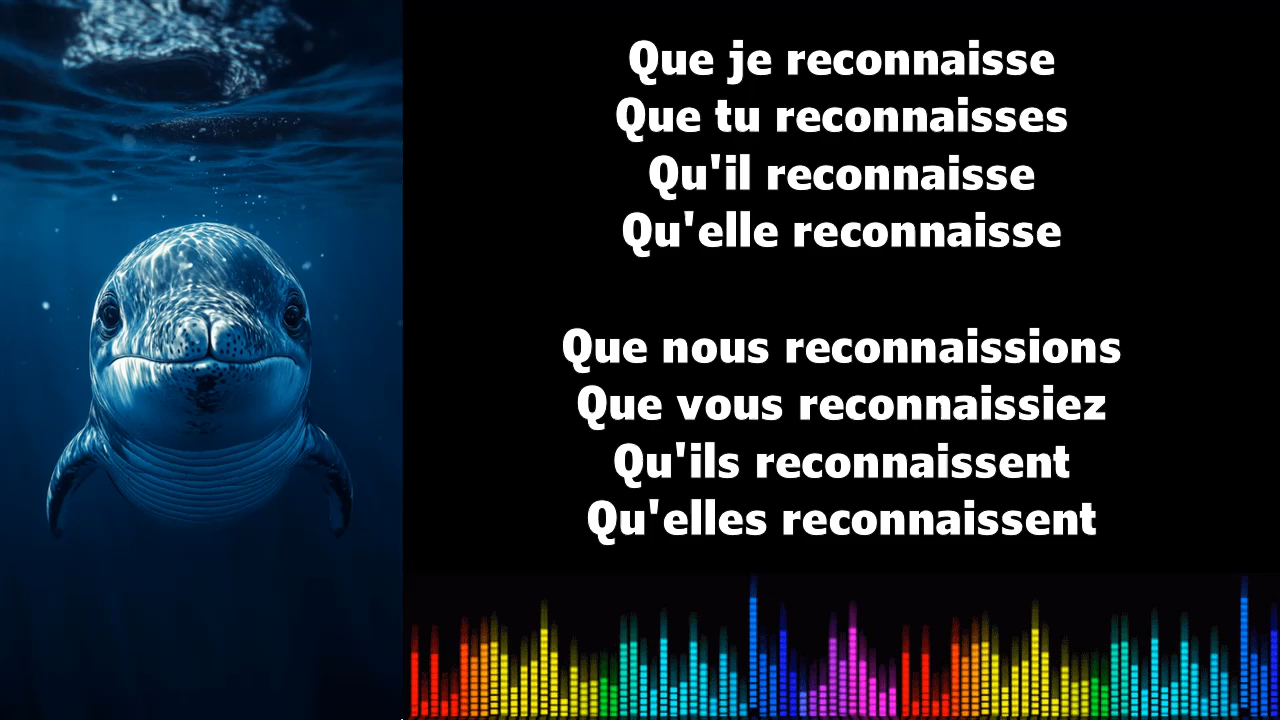 Que je reconnaisse
Que tu reconnaisses
Qu'il reconnaisse
Qu'elle reconnaisse
Que nous reconnaissions
Que vous reconnaissiez
Qu'ils reconnaissent
Qu'elles reconnaissent